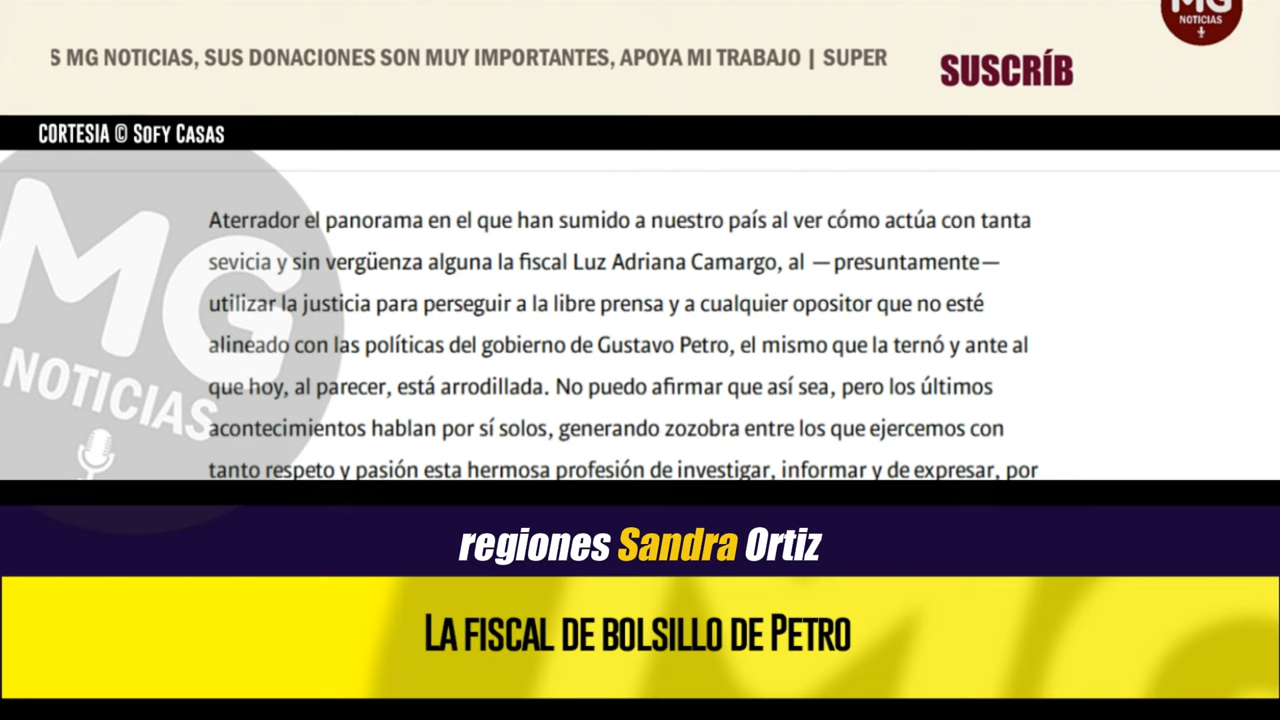 S MG NOTICIAS, SUS DONACIONES SON MUY IMPORTANTES, APOYA MI TRABAJO | SUPER
SUSCRÍB
MG
NOTICIAS
CORTESIA © SOFY CASAS
MG
NOTICIAS
Aterrador el panorama en el que han sumido a nuestro país al ver cómo actúa con tanta
sevicia y sin vergüenza alguna la fiscal Luz Adriana Camargo, al —presuntamente—
utilizar la justicia para perseguir a la libre prensa y a cualquier opositor que no esté
alineado con las políticas del gobierno de Gustavo Petro, el mismo que la ternó y ante al
que hoy, al parecer, está arrodillada. No puedo afirmar que así sea, pero los últimos
acontecimientos hablan por sí solos, generando zozobra entre los que ejercemos con
tanto respeto y pasión esta hermosa profesión de investigar, informar y de expresar, por
regiones Sandra Ortiz
LA FISCAL DE BOLSILLO DE PETRO